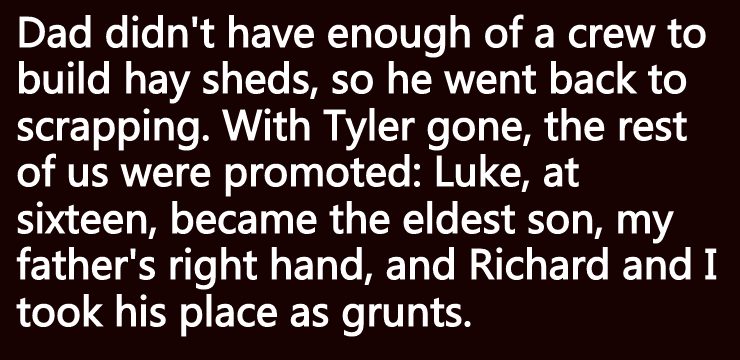 Dad didn't have enough of a crew to
build hay sheds, so he went back to
scrapping. With Tyler gone, the rest
of us were promoted: Luke, at
sixteen, became the eldest son, my
father's right hand, and Richard and I
took his place as grunts.